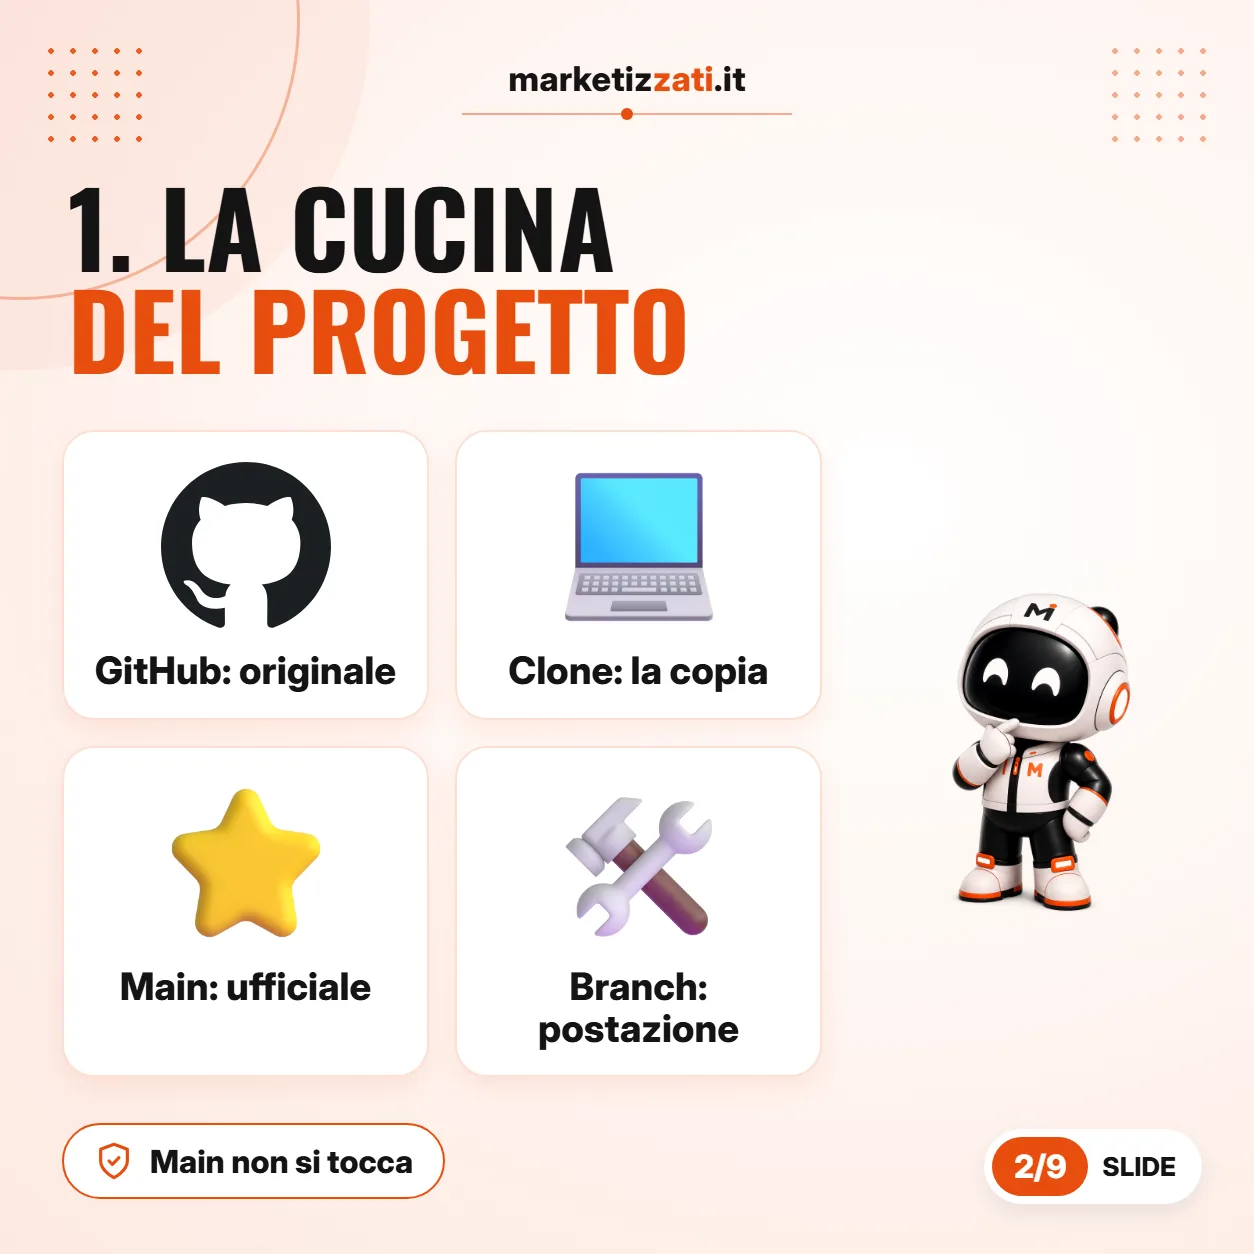 marketizzati.it
1. LA CUCINA
DEL PROGETTO
GitHub: originale
Clone: la copia
Main: ufficiale
Branch:
postazione
M
M
Main non si tocca
2/9 SLIDE